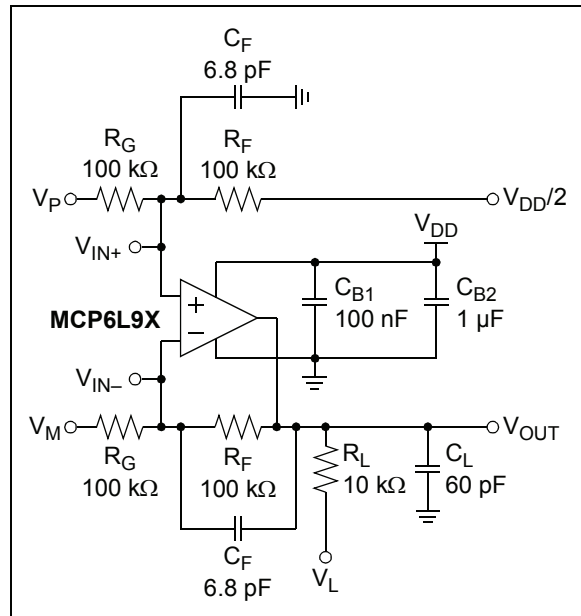 C_F
6.8 pF
R_G
100 kΩ
R_F
100 kΩ
V_P
V_DD/2
V_IN+
V_DD
MCP6L9X
+
–
C_B1
100 nF
C_B2
1 µF
V_IN–
V_M
V_OUT
R_G
100 kΩ
R_F
100 kΩ
R_L
10 kΩ
C_L
60 pF
C_F
6.8 pF
V_L